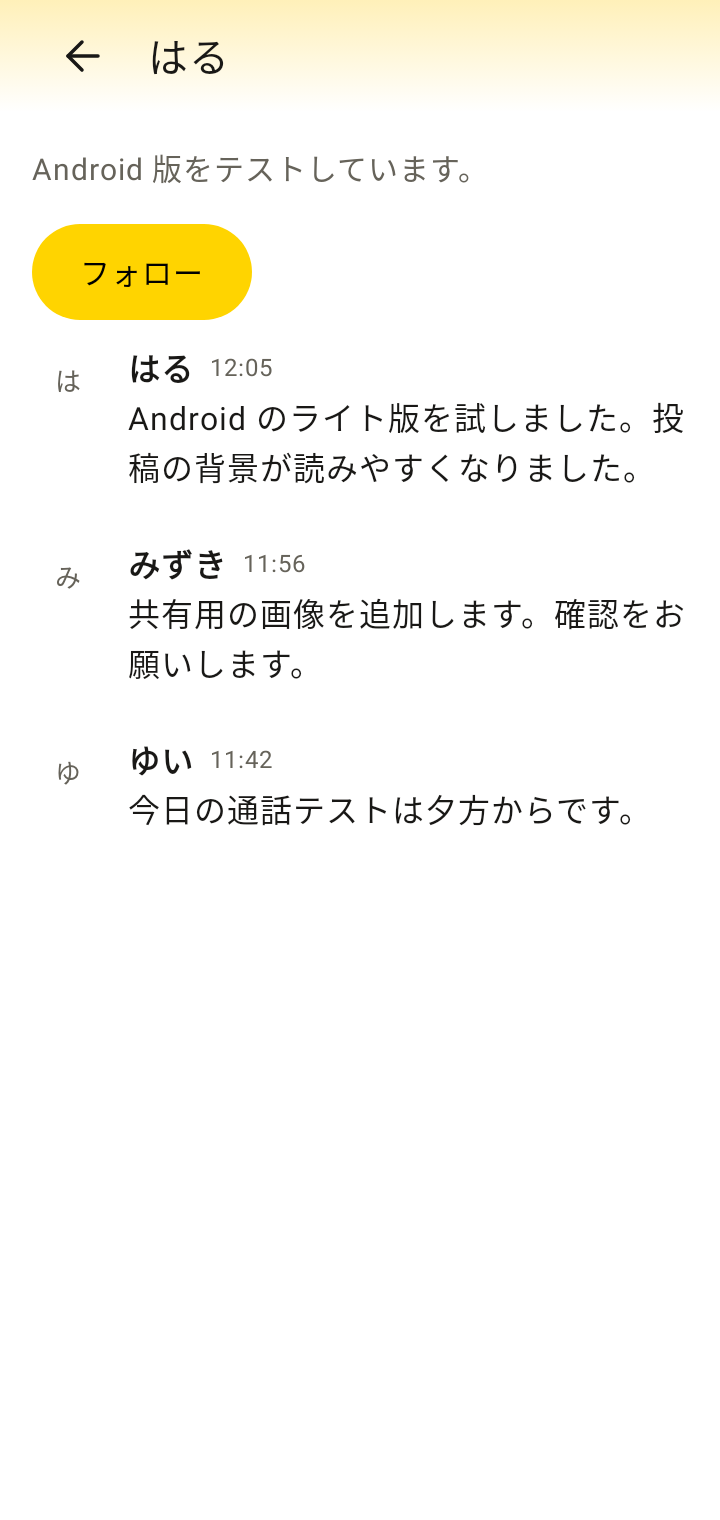 はる
Android 版をテストしています。
フォロー
は
はる 12:05
Android のライト版を試しました。投
稿の背景が読みやすくなりました。
み
みずき 11:56
共有用の画像を追加します。確認をお
願いします。
ゆ
ゆい 11:42
今日の通話テストは夕方からです。